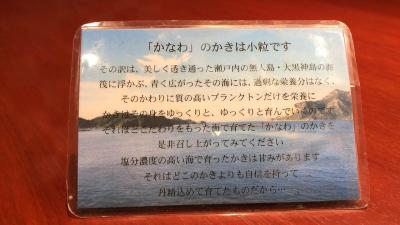 「かなわ」のかきは小粒です
その訳は、美しく透き通った瀬戸内の無人島・大黒神島の海
後に浮かぶ、青く広がったその海には、過剰な栄養分はなく、
そのかわりに質の高いプランクトンだけを栄養に
かきはその身をゆっくりと、ゆっくりと育んでいるのです
それほどこだわりをもった海で育てた「かなわ」のかきを
是非召し上がってみてください
塩分濃度の高い海で育ったかきは甘みがあります
それはどこのかきよりも自信を持って
丹精込めて育てたものだから…